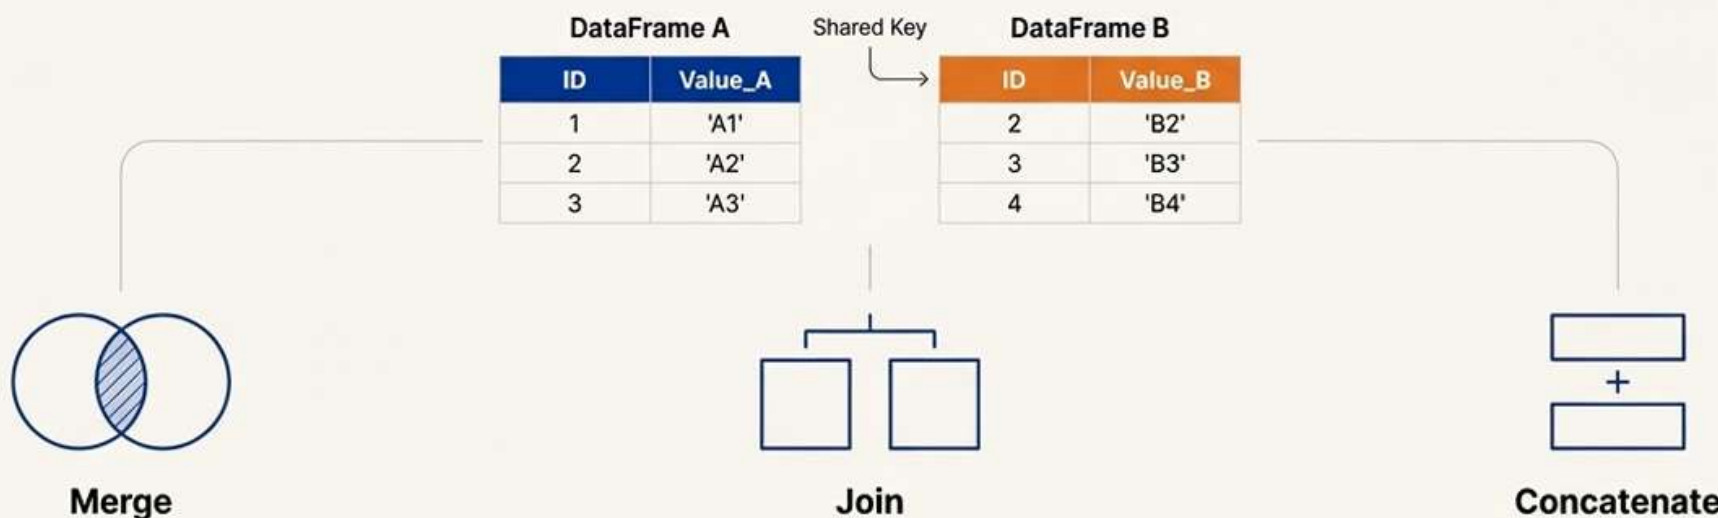 DataFrame A
Shared Key
DataFrame B
ID Value_A
1 'A1'
2 'A2'
3 'A3'
ID Value_B
2 'B2'
3 'B3'
4 'B4'
+
Merge
Join
Concatenate